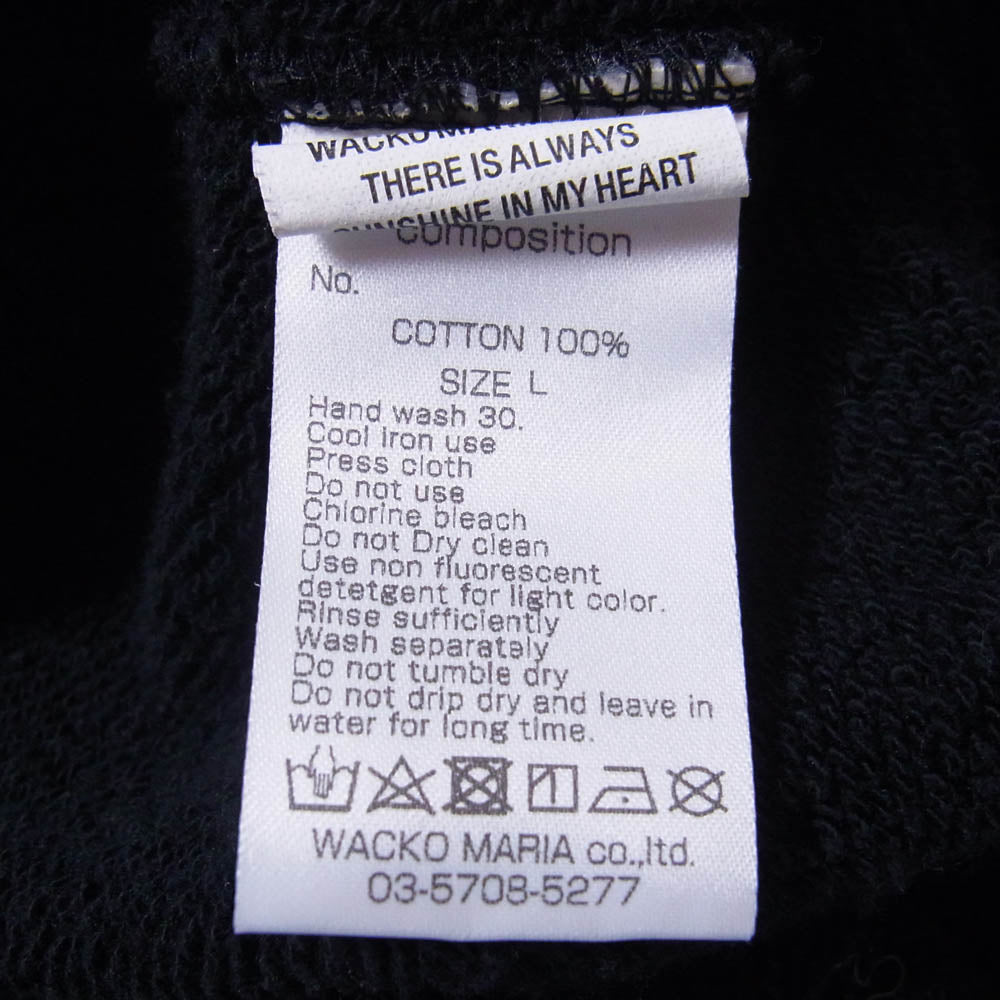 WACKO MARIA
THERE IS ALWAYS
SUNSHINE IN MY HEART
composition
No.
COTTON 100%
SIZE L
Hand wash 30.
Cool iron use
Press cloth
Do not use
Chlorine bleach
Do not Dry clean
Use non fluorescent
detetgent for light color.
Rinse sufficiently
Wash separately
Do not tumble dry
Do not drip dry and leave in
water for long time.
WACKO MARIA co.,ltd.
03-5708-5277